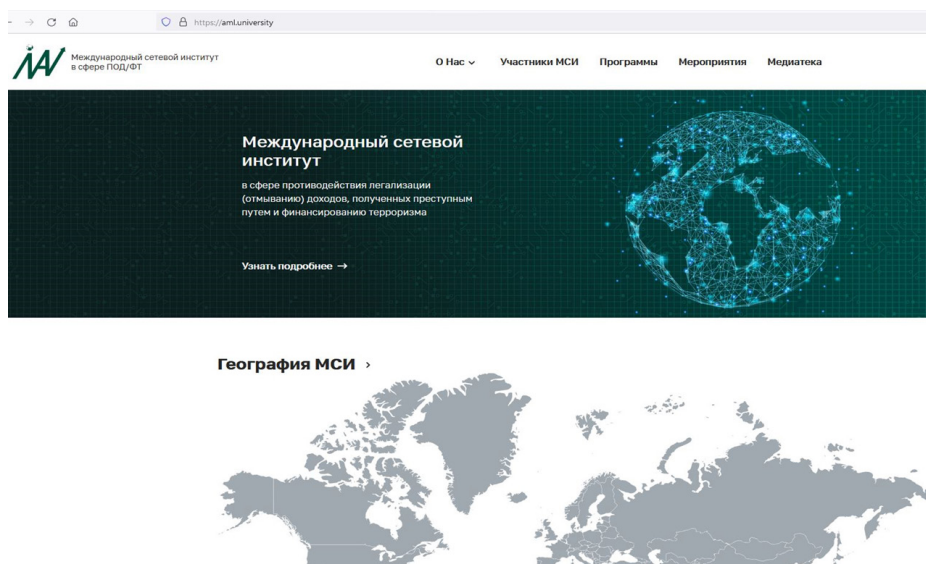 https://aml.university
Международный сетевой институт
в сфере ПОД/ФТ
О Нас
Участники МСИ
Программы
Мероприятия
Медиатека
Международный сетевой
институт
в сфере противодействия легализации
(отмыванию) доходов, полученных преступным
путем и финансированию терроризма
Узнать подробнее →
География МСИ ›